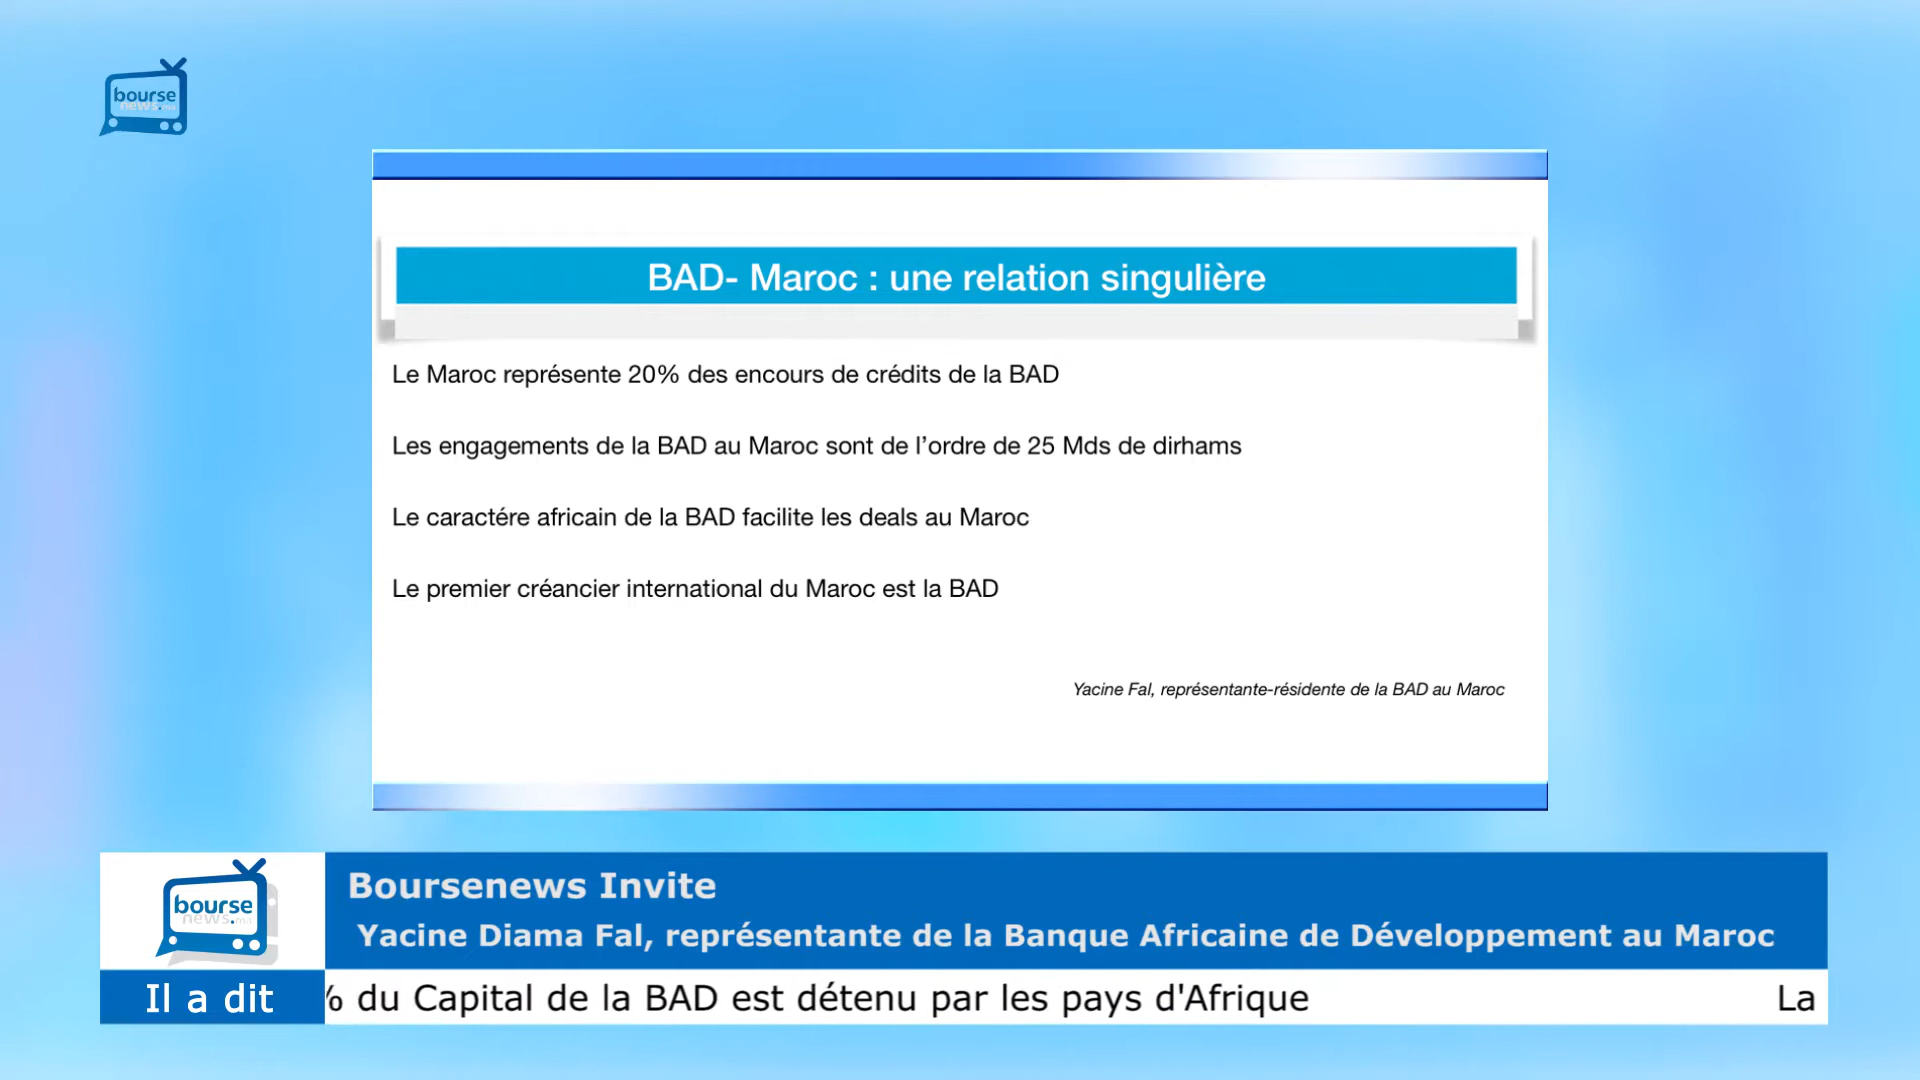 bourse
news.ma
BAD- Maroc : une relation singulière
Le Maroc représente 20% des encours de crédits de la BAD
Les engagements de la BAD au Maroc sont de l’ordre de 25 Mds de dirhams
Le caractére africain de la BAD facilite les deals au Maroc
Le premier créancier international du Maroc est la BAD
Yacine Fal, représentante-résidente de la BAD au Maroc
bourse
news.ma
Boursenews Invite
Yacine Diama Fal, représentante de la Banque Africaine de Développement au Maroc
Il a dit
% du Capital de la BAD est détenu par les pays d'Afrique La